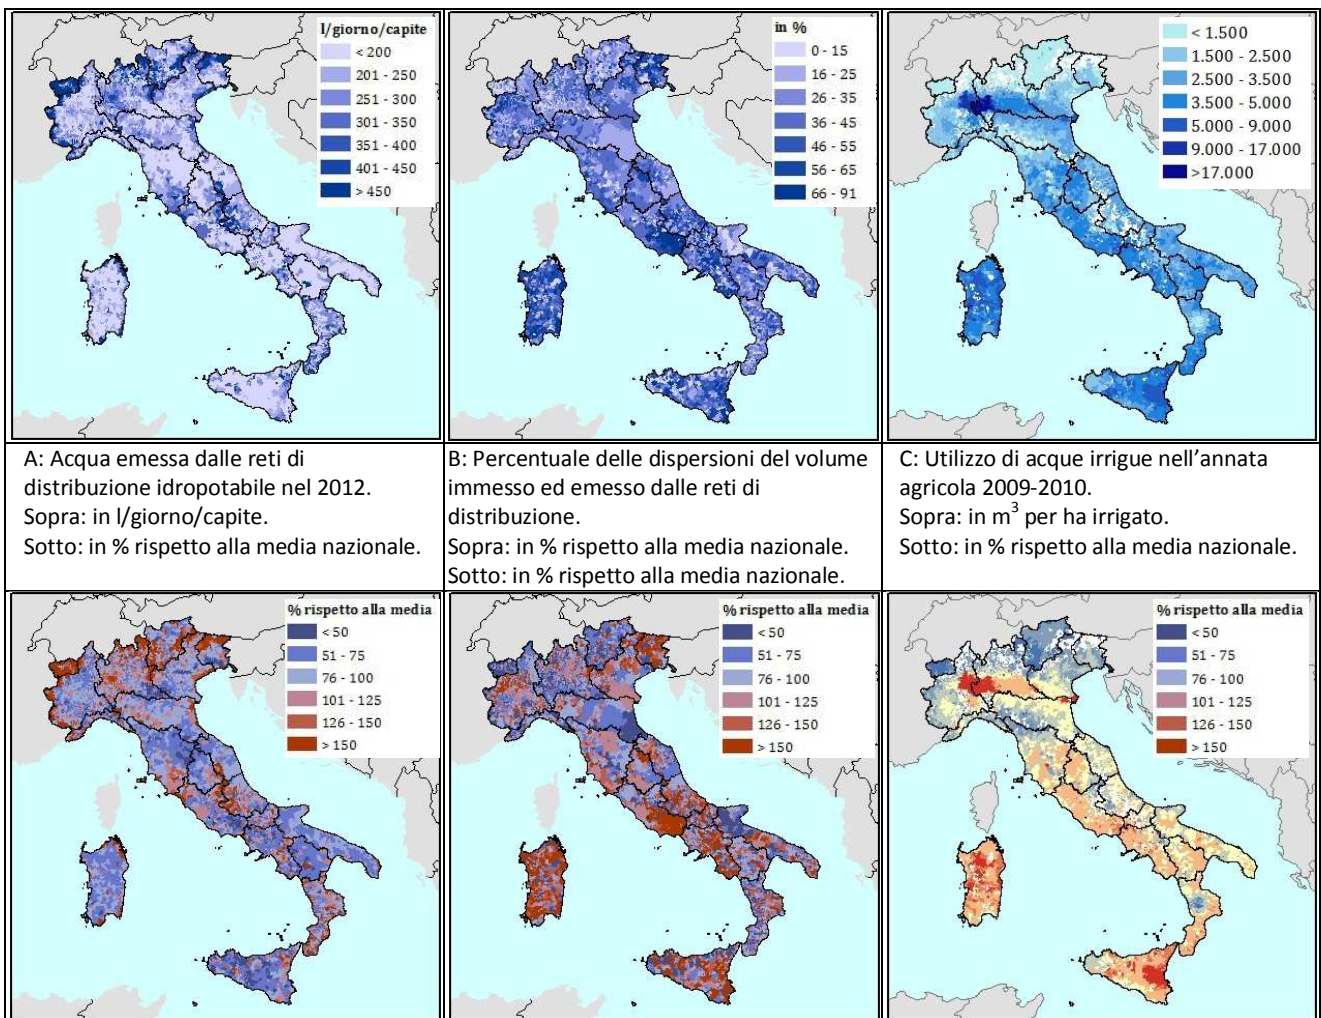 l/giorno/capite
< 200
201 - 250
251 - 300
301 - 350
351 - 400
401 - 450
> 450
in %
0 - 15
16 - 25
26 - 35
36 - 45
46 - 55
56 - 65
66 - 91
< 1.500
1.500 - 2.500
2.500 - 3.500
3.500 - 5.000
5.000 - 9.000
9.000 - 17.000
>17.000
A: Acqua emessa dalle reti di
distribuzione idropotabile nel 2012.
Sopra: in l/giorno/capite.
Sotto: in % rispetto alla media nazionale.
B: Percentuale delle dispersioni del volume
immesso ed emesso dalle reti di
distribuzione.
Sopra: in % rispetto alla media nazionale.
Sotto: in % rispetto alla media nazionale.
C: Utilizzo di acque irrigue nell’annata
agricola 2009-2010.
Sopra: in m³ per ha irrigato.
Sotto: in % rispetto alla media nazionale.
% rispetto alla media
< 50
51 - 75
76 - 100
101 - 125
126 - 150
> 150
% rispetto alla media
< 50
51 - 75
76 - 100
101 - 125
126 - 150
> 150
% rispetto alla media
< 50
51 - 75
76 - 100
101 - 125
126 - 150
> 150